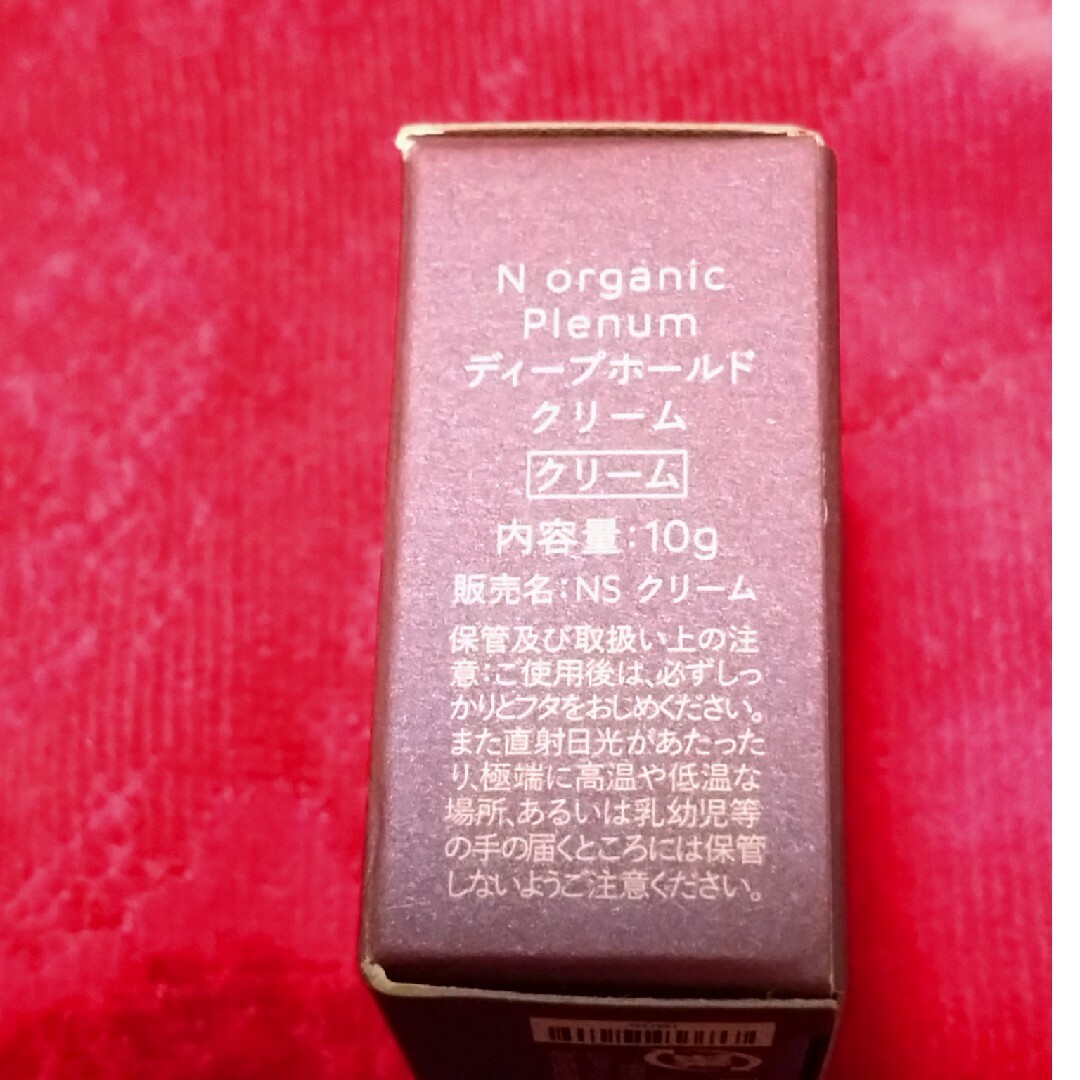 N organic
Plenum
ディープホールド
クリーム
クリーム
内容量:10g
販売名:NS クリーム
保管及び取扱い上の注
意:ご使用後は、必ずしっ
かりとフタをおしめください。
また直射日光があたった
り、極端に高温や低温な
場所、あるいは乳幼児等
の手の届くところには保管
しないようご注意ください。